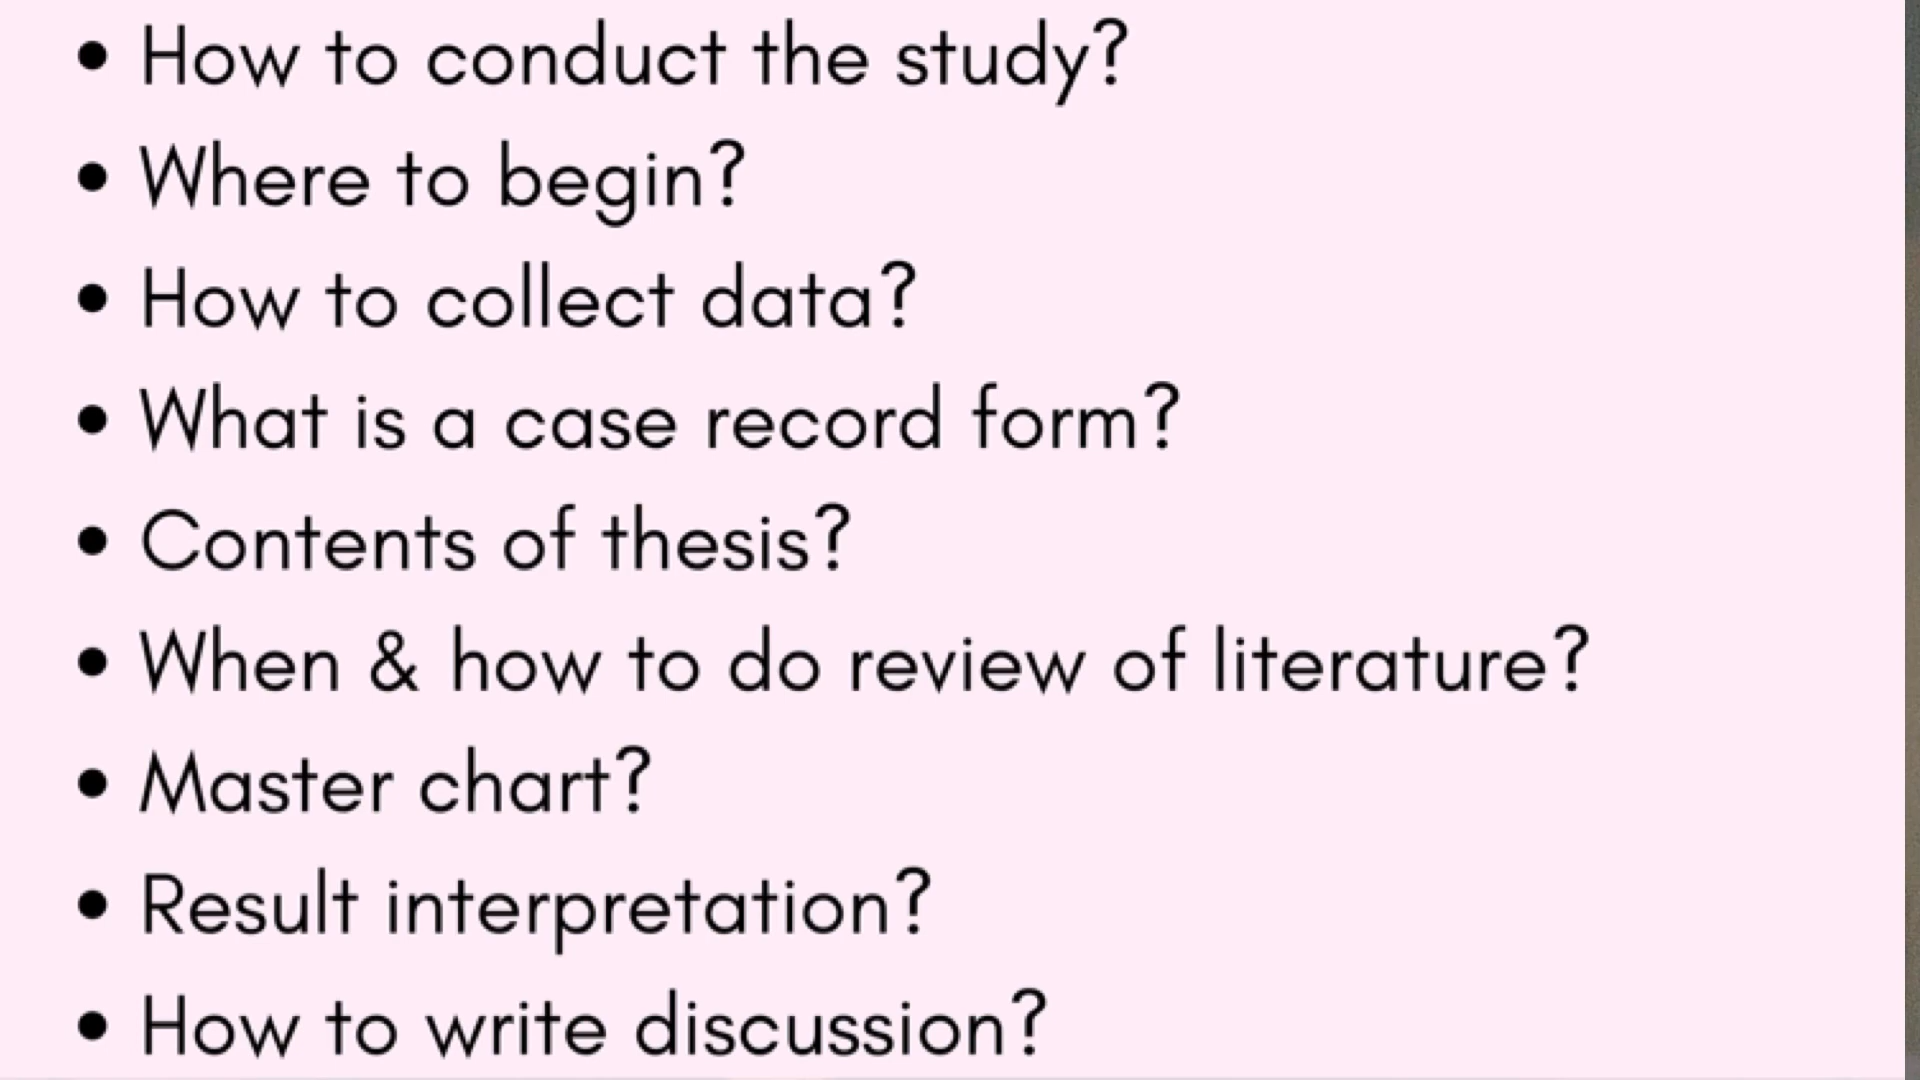 • How to conduct the study?
• Where to begin?
• How to collect data?
• What is a case record form?
• Contents of thesis?
• When & how to do review of literature?
• Master chart?
• Result interpretation?
• How to write discussion?